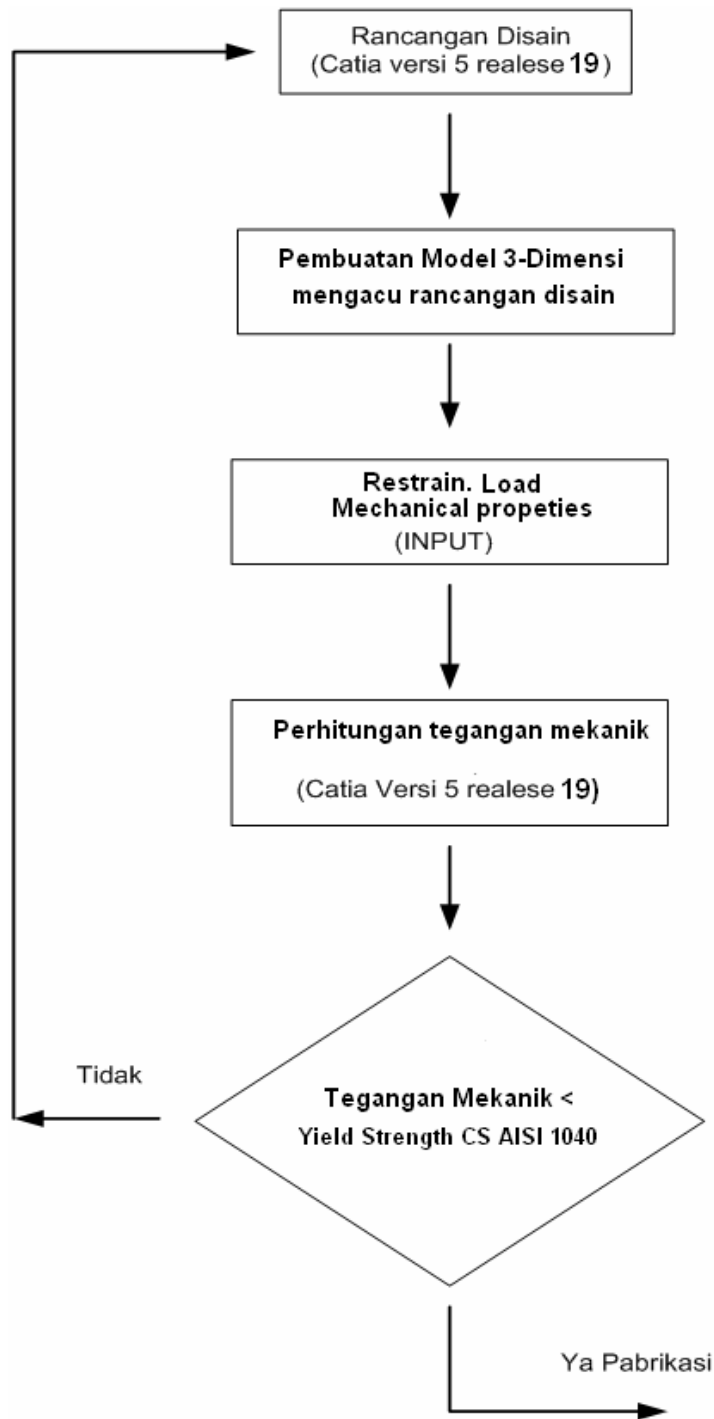 Rancangan Disain
(Catia versi 5 realese 19)
Pembuatan Model 3-Dimensi
mengacu rancangan disain
Restrain. Load
Mechanical propeties
(INPUT)
Perhitungan tegangan mekanik
(Catia Versi 5 realese 19)
Tegangan Mekanik <
Yield Strength CS AISI 1040
Tidak
Ya Pabrikasi